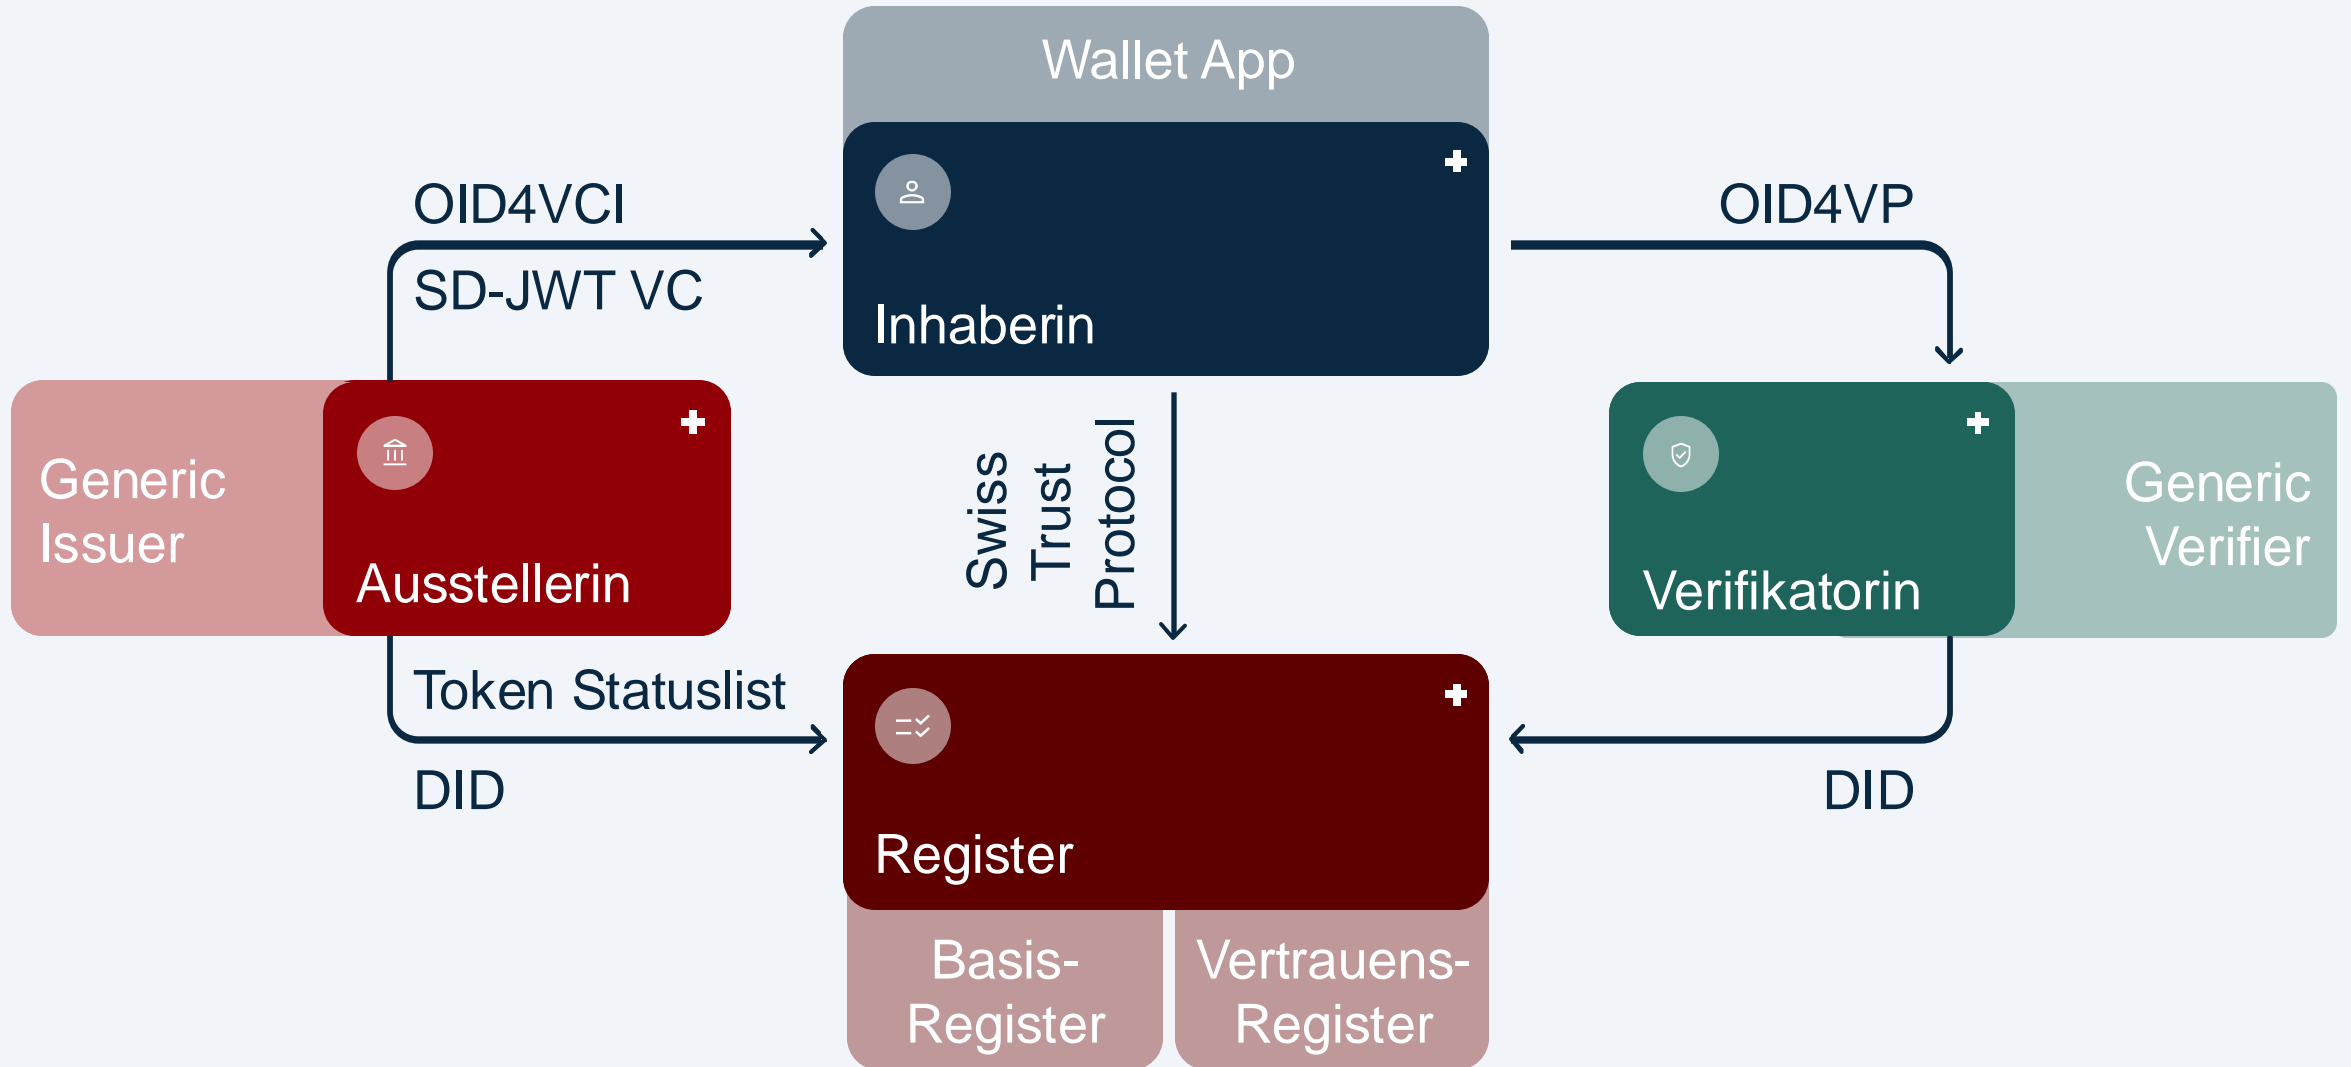 Wallet App
Inhaberin
OID4VCI
SD-JWT VC
OID4VP
Generic
Issuer
Ausstellerin
Swiss
Trust
Protocol
Verifikatorin
Generic
Verifier
Token Statuslist
DID
DID
Register
Basis-
Register
Vertrauens-
Register